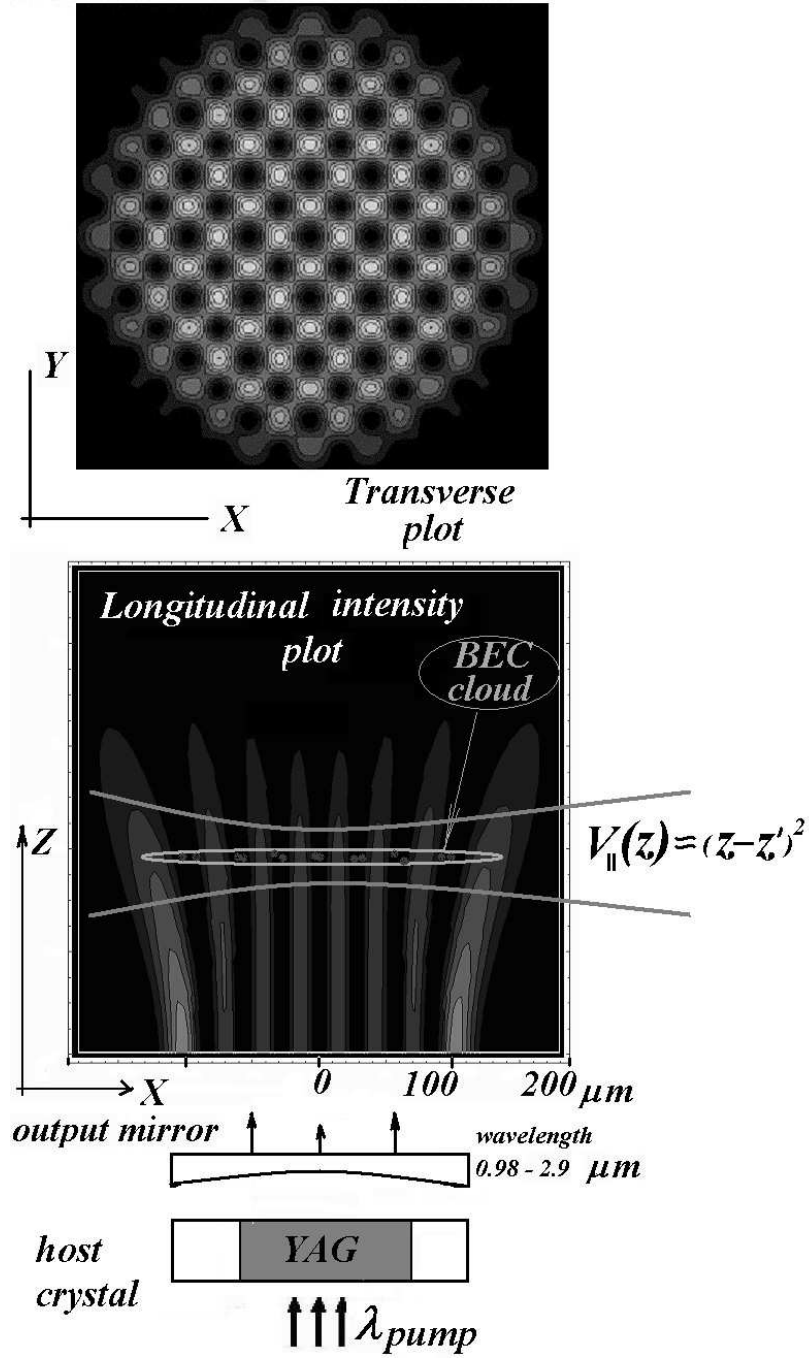 Y
X
Transverse
plot
Longitudinal intensity
plot
BEC
cloud
Z
V||(z)≈(z−z')²
X
0 100 200 μm
output mirror
wavelength
0.98 - 2.9 μm
host
crystal
YAG
λpump